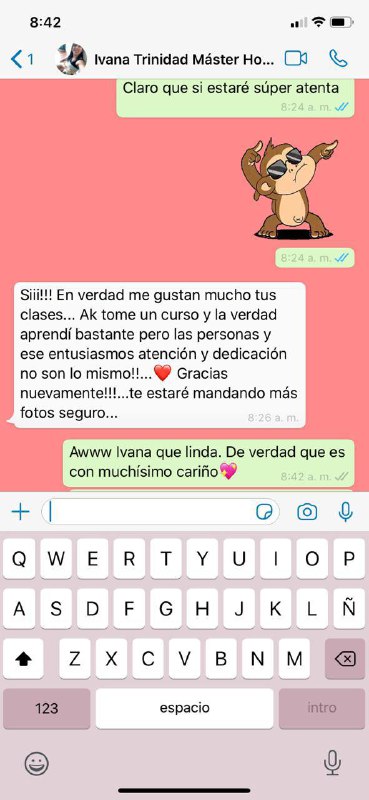 8:42
1
Ivana Trinidad Máster Ho...
Claro que si estaré súper atenta
8:24 a. m.
8:24 a. m.
Siii!!! En verdad me gustan mucho tus
clases... Ak tome un curso y la verdad
aprendí bastante pero las personas y
ese entusiasmos atención y dedicación
no son lo mismo!!...❤️ Gracias
nuevamente!!!...te estaré mandando más
fotos seguro...
8:26 a. m.
Awww Ivana que linda. De verdad que es
con muchísimo cariño💖
8:42 a. m.
Q W E R T Y U I O P
A S D F G H J K L Ñ
Z X C V B N M
123 espacio intro